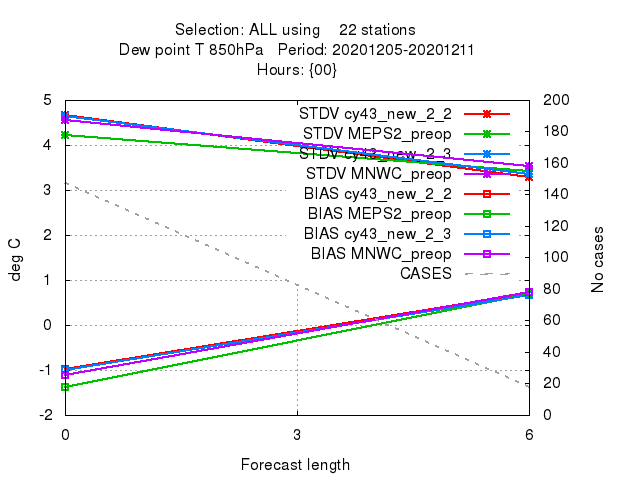 Selection: ALL using    22 stations
Dew point T 850hPa   Period: 20201205-20201211
Hours: {00}
5 200
STDV cy43_new_2_2
180
STDV MEPS2_preop
4
STDV cy43_new_2_3
160
STDV MNWC_preop
3
BIAS cy43_new_2_2
140
BIAS MEPS2_preop
120
2
BIAS cy43_new_2_3
BIAS MNWC_preop
100
CASES
1
80
0
60
40
-1
20
-2 0
deg C
No cases
0 3 6
Forecast length